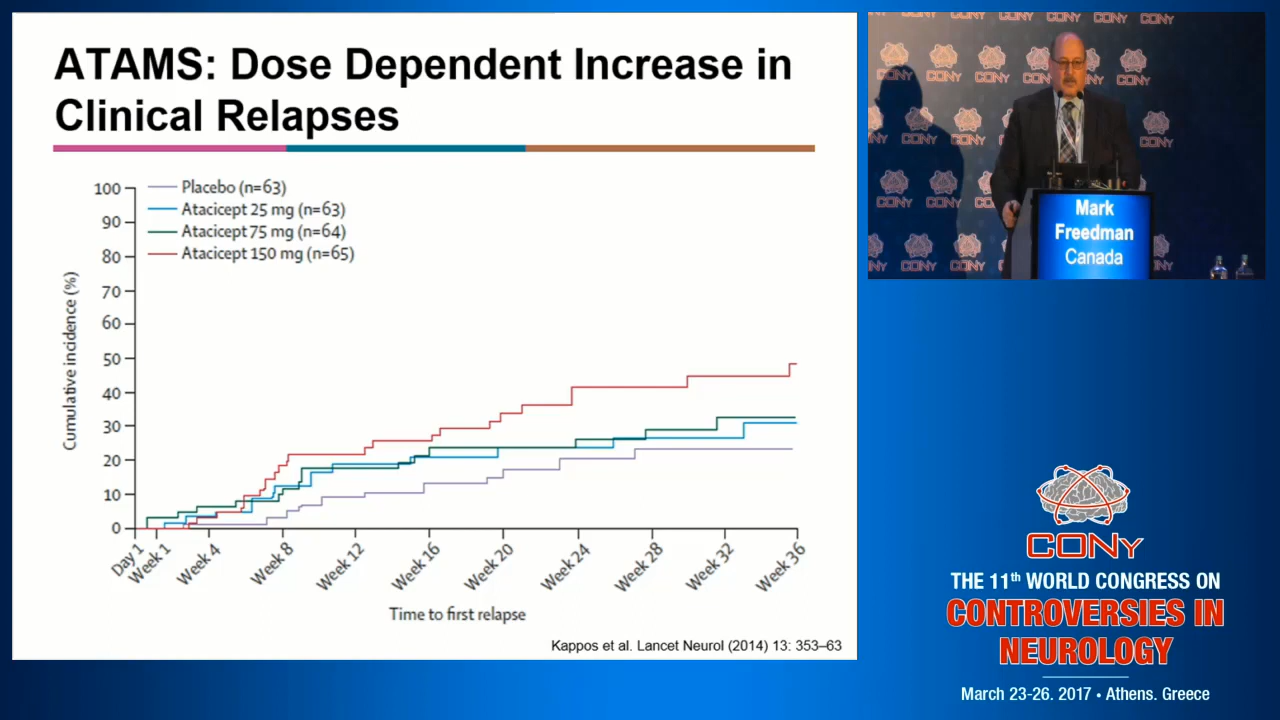 ATAMS: Dose Dependent Increase in
Clinical Relapses
Placebo (n=63)
Atacicept 25 mg (n=63)
Atacicept 75 mg (n=64)
Atacicept 150 mg (n=65)
Cumulative incidence (%)
100
90
80
70
60
50
40
30
20
10
0
Day 1
Week 1
Week 4
Week 8
Week 12
Week 16
Week 20
Week 24
Week 28
Week 32
Week 36
Time to first relapse
Kappos et al. Lancet Neurol (2014) 13: 353–63
CONy
Mark
Freedman
Canada
CONy
THE 11th WORLD CONGRESS ON
CONTROVERSIES IN
NEUROLOGY
March 23-26. 2017 • Athens. Greece